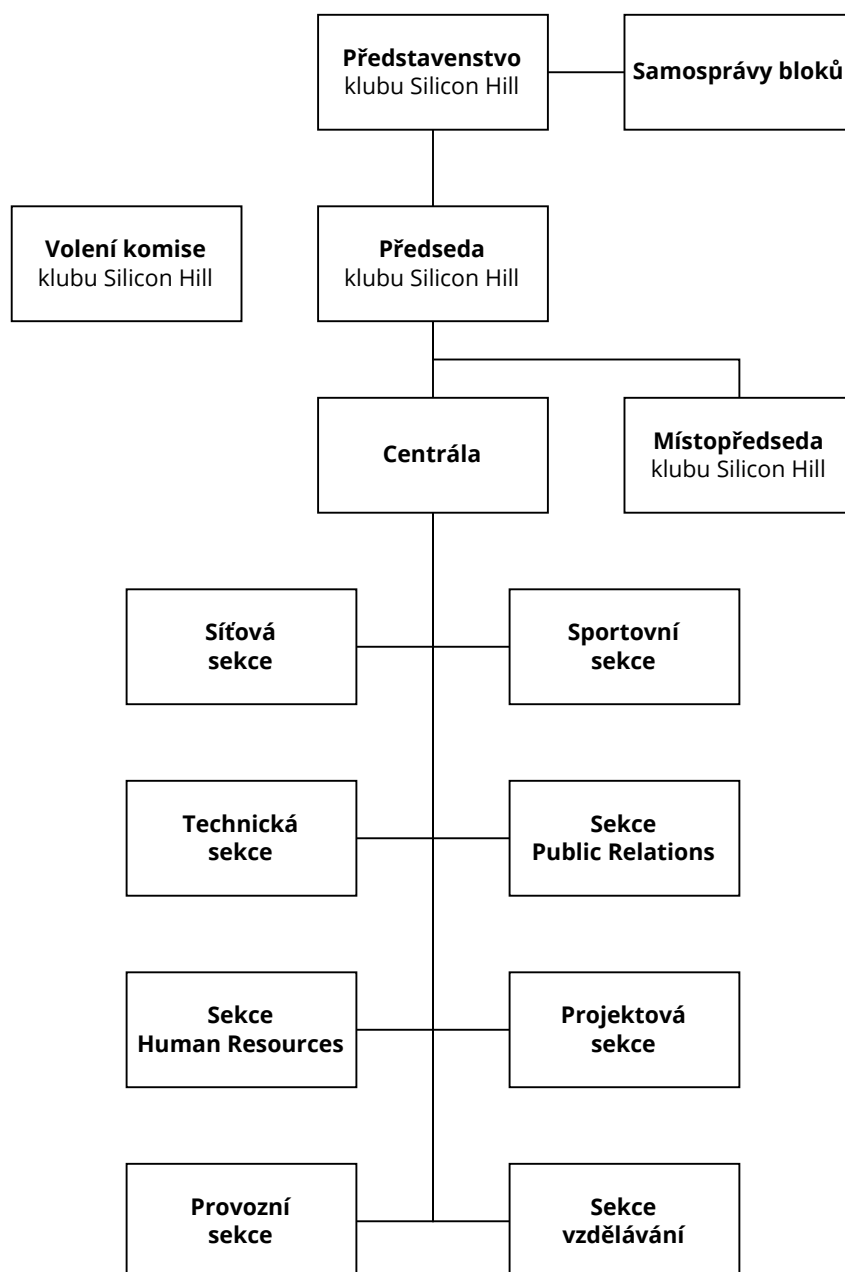 Představenstvo
klubu Silicon Hill
Samosprávy bloků
Volení komise
klubu Silicon Hill
Předseda
klubu Silicon Hill
Centrála
Místopředseda
klubu Silicon Hill
Síťová
sekce
Sportovní
sekce
Technická
sekce
Sekce
Public Relations
Sekce
Human Resources
Projektová
sekce
Provozní
sekce
Sekce
vzdělávání